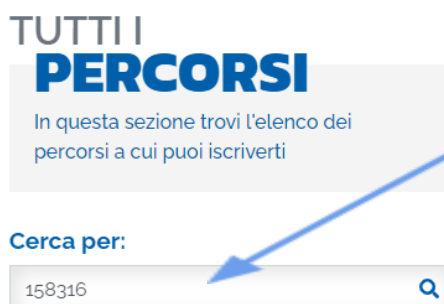 TUTTI I
PERCORSI
In questa sezione trovi l'elenco dei
percorsi a cui puoi iscriverti
Cerca per:
158316